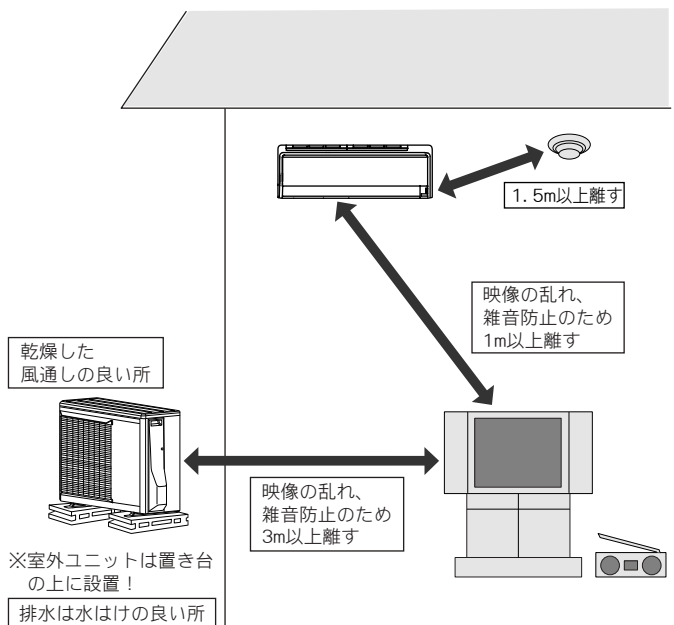 1. 5m以上離す
映像の乱れ、
雑音防止のため
1m以上離す
乾燥した
風通しの良い所
映像の乱れ、
雑音防止のため
3m以上離す
※室外ユニットは置き台
の上に設置！
排水は水はけの良い所